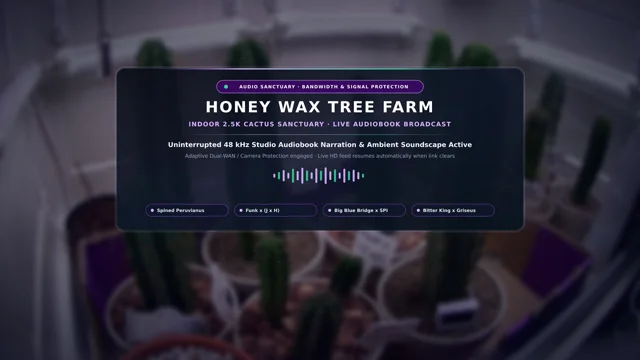 AUDIO SANCTUARY · BANDWIDTH & SIGNAL PROTECTION
HONEY WAX TREE FARM
INDOOR 2.5K CACTUS SANCTUARY · LIVE AUDIOBOOK BROADCAST
Uninterrupted 48 kHz Studio Audiobook Narration & Ambient Soundscape Active
Adaptive Dual-WAN / Camera Protection engaged · Live HD feed resumes automatically when link clears
Spined Peruvianus
Funk x (J x H)
Big Blue Bridge x SPI
Bitter King x Griseus